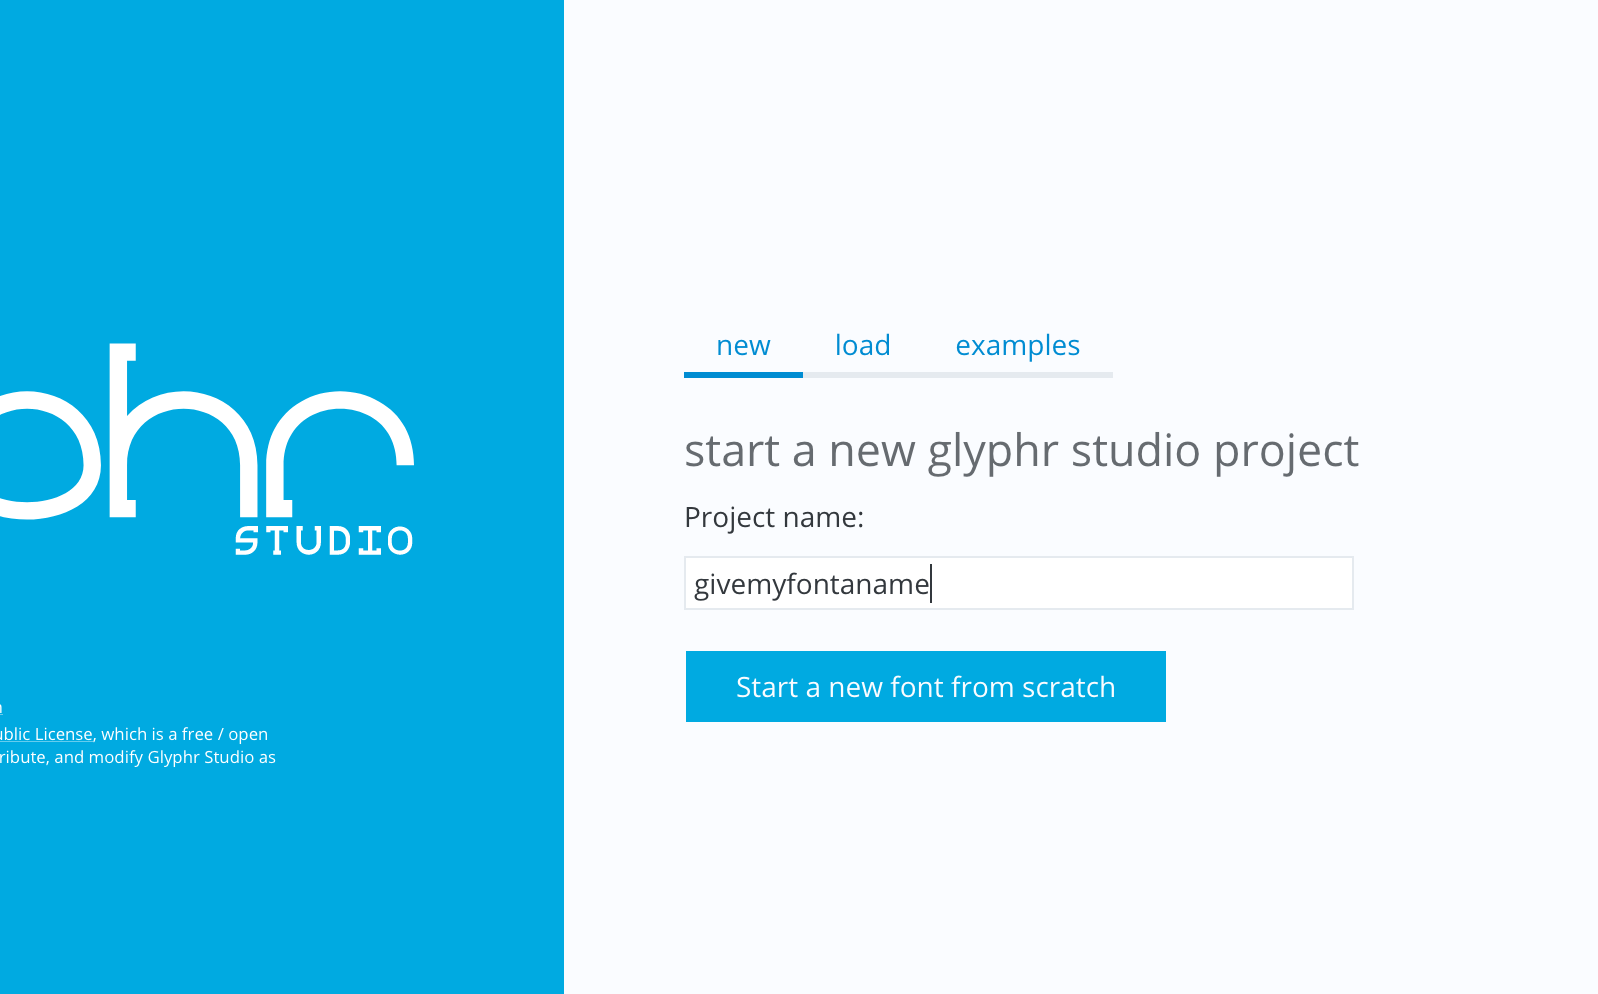 phr
STUDIO
ublic License, which is a free / open
ribute, and modify Glyphr Studio as
new load examples
start a new glyphr studio project
Project name:
givemyfontaname
Start a new font from scratch